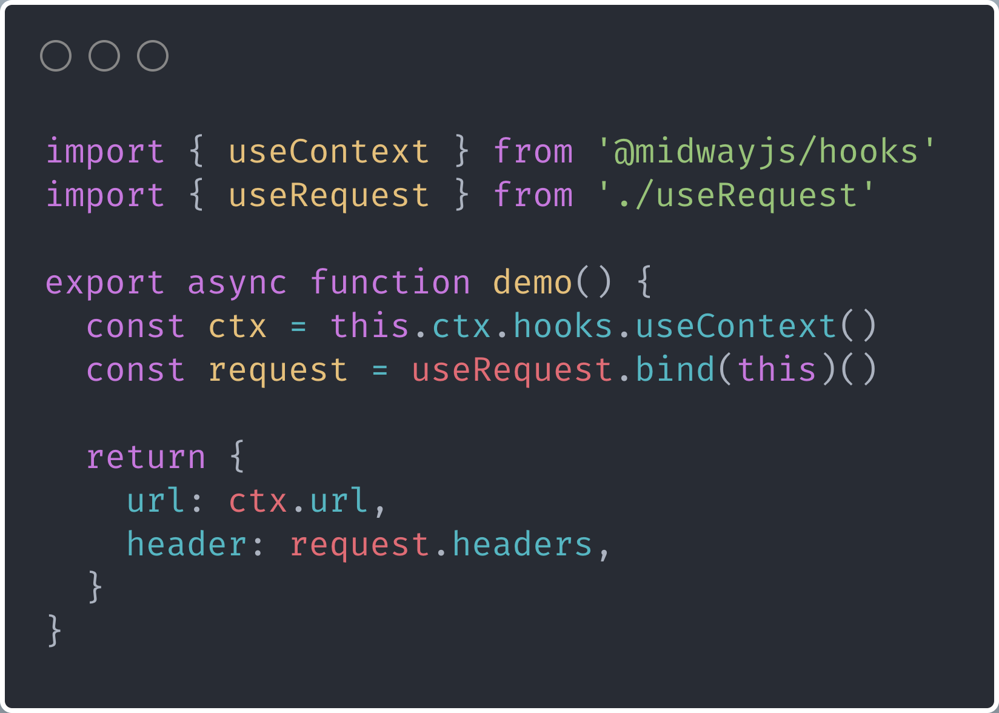 import { useContext } from '@midwayjs/hooks'
import { useRequest } from './useRequest'

export async function demo() {
  const ctx = this.ctx.hooks.useContext()
  const request = useRequest.bind(this)()

  return {
    url: ctx.url,
    header: request.headers,
  }
}